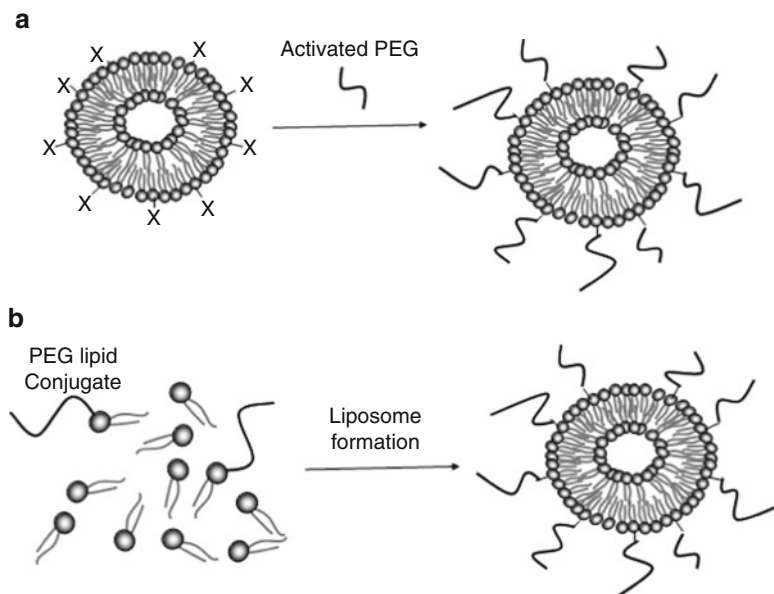 a
X
X
X
X
X
X
X
X
X
Activated PEG
b
PEG lipid
Conjugate
Liposome
formation